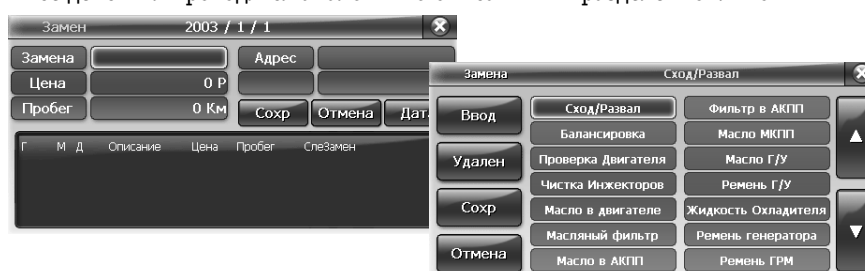 Замен 2003 / 1 / 1
Замена Адрес
Цена 0 Р
Пробег 0 Км Сохр Отмена Дат
Г М Д Описание Цена Пробег СлеЗамен
Замена Сход/Развал
Ввод Сход/Развал Фильтр в АКПП
Балансировка Масло МКПП
Удален Проверка Двигателя Масло Г/У
Чистка Инжекторов Ремень Г/У
Сохр Масло в двигателе Жидкость Охладителя
Масляный фильтр Ремень генератора
Отмена Масло в АКПП Ремень ГРМ